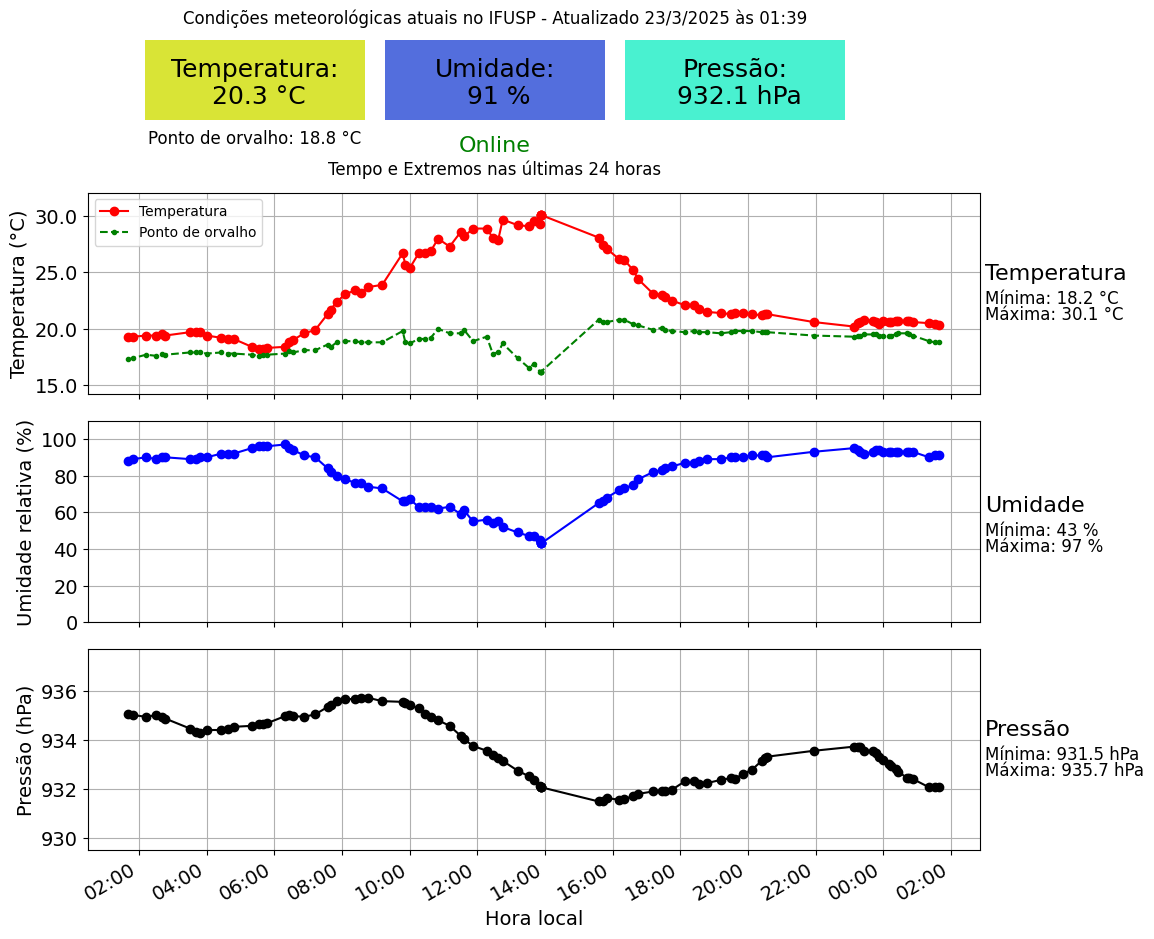 Condições meteorológicas atuais no IFUSP - Atualizado 23/3/2025 às 01:39
Temperatura:
20.3 °C
Umidade:
91 %
Pressão:
932.1 hPa
Ponto de orvalho: 18.8 °C
Online
Tempo e Extremos nas últimas 24 horas
Temperatura (°C)
30.0
25.0
20.0
15.0
Temperatura
Ponto de orvalho
Temperatura
Mínima: 18.2 °C
Máxima: 30.1 °C
Umidade relativa (%)
100
80
60
40
20
0
Umidade
Mínima: 43 %
Máxima: 97 %
Pressão (hPa)
936
934
932
930
Pressão
Mínima: 931.5 hPa
Máxima: 935.7 hPa
02:00 04:00 06:00 08:00 10:00 12:00 14:00 16:00 18:00 20:00 22:00 00:00 02:00
Hora local